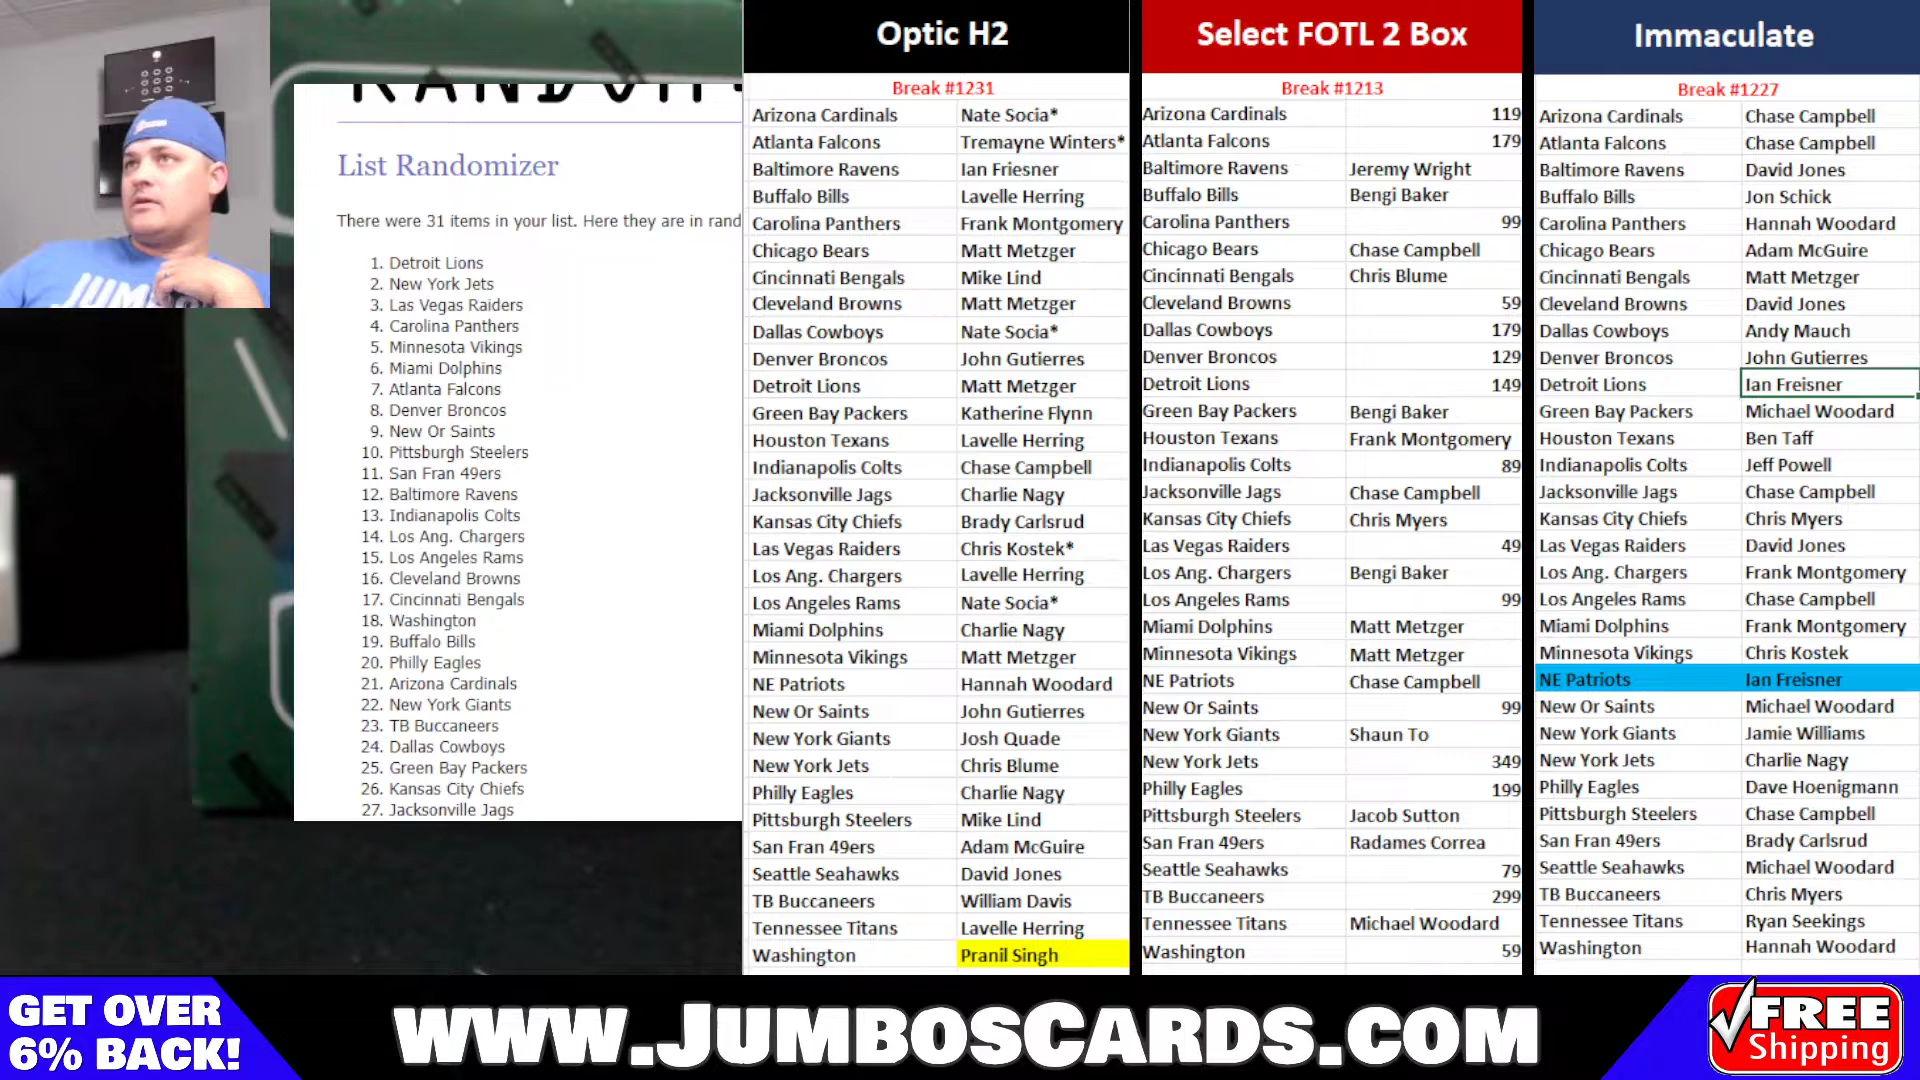 RANDOM.
List Randomizer
There were 31 items in your list. Here they are in rand
1. Detroit Lions
2. New York Jets
3. Las Vegas Raiders
4. Carolina Panthers
5. Minnesota Vikings
6. Miami Dolphins
7. Atlanta Falcons
8. Denver Broncos
9. New Or Saints
10. Pittsburgh Steelers
11. San Fran 49ers
12. Baltimore Ravens
13. Indianapolis Colts
14. Los Ang. Chargers
15. Los Angeles Rams
16. Cleveland Browns
17. Cincinnati Bengals
18. Washington
19. Buffalo Bills
20. Philly Eagles
21. Arizona Cardinals
22. New York Giants
23. TB Buccaneers
24. Dallas Cowboys
25. Green Bay Packers
26. Kansas City Chiefs
27. Jacksonville Jags
Optic H2
Break #1231
Arizona Cardinals Nate Socia*
Atlanta Falcons Tremayne Winters*
Baltimore Ravens Ian Friesner
Buffalo Bills Lavelle Herring
Carolina Panthers Frank Montgomery
Chicago Bears Matt Metzger
Cincinnati Bengals Mike Lind
Cleveland Browns Matt Metzger
Dallas Cowboys Nate Socia*
Denver Broncos John Gutierres
Detroit Lions Matt Metzger
Green Bay Packers Katherine Flynn
Houston Texans Lavelle Herring
Indianapolis Colts Chase Campbell
Jacksonville Jags Charlie Nagy
Kansas City Chiefs Brady Carlsrud
Las Vegas Raiders Chris Kostek*
Los Ang. Chargers Lavelle Herring
Los Angeles Rams Nate Socia*
Miami Dolphins Charlie Nagy
Minnesota Vikings Matt Metzger
NE Patriots Hannah Woodard
New Or Saints John Gutierres
New York Giants Josh Quade
New York Jets Chris Blume
Philly Eagles Charlie Nagy
Pittsburgh Steelers Mike Lind
San Fran 49ers Adam McGuire
Seattle Seahawks David Jones
TB Buccaneers William Davis
Tennessee Titans Lavelle Herring
Washington Pranil Singh
Select FOTL 2 Box
Break #1213
Arizona Cardinals 119
Atlanta Falcons 179
Baltimore Ravens Jeremy Wright
Buffalo Bills Bengi Baker
Carolina Panthers 99
Chicago Bears Chase Campbell
Cincinnati Bengals Chris Blume
Cleveland Browns 59
Dallas Cowboys 179
Denver Broncos 129
Detroit Lions 149
Green Bay Packers Bengi Baker
Houston Texans Frank Montgomery
Indianapolis Colts 89
Jacksonville Jags Chase Campbell
Kansas City Chiefs Chris Myers
Las Vegas Raiders 49
Los Ang. Chargers Bengi Baker
Los Angeles Rams 99
Miami Dolphins Matt Metzger
Minnesota Vikings Matt Metzger
NE Patriots Chase Campbell
New Or Saints 99
New York Giants Shaun To
New York Jets 349
Philly Eagles 199
Pittsburgh Steelers Jacob Sutton
San Fran 49ers Radames Correa
Seattle Seahawks 79
TB Buccaneers 299
Tennessee Titans Michael Woodard
Washington 59
Immaculate
Break #1227
Arizona Cardinals Chase Campbell
Atlanta Falcons Chase Campbell
Baltimore Ravens David Jones
Buffalo Bills Jon Schick
Carolina Panthers Hannah Woodard
Chicago Bears Adam McGuire
Cincinnati Bengals Matt Metzger
Cleveland Browns David Jones
Dallas Cowboys Andy Mauch
Denver Broncos John Gutierres
Detroit Lions Ian Freisner
Green Bay Packers Michael Woodard
Houston Texans Ben Taff
Indianapolis Colts Jeff Powell
Jacksonville Jags Chase Campbell
Kansas City Chiefs Chris Myers
Las Vegas Raiders David Jones
Los Ang. Chargers Frank Montgomery
Los Angeles Rams Chase Campbell
Miami Dolphins Frank Montgomery
Minnesota Vikings Chris Kostek
NE Patriots Ian Freisner
New Or Saints Michael Woodard
New York Giants Jamie Williams
New York Jets Charlie Nagy
Philly Eagles Dave Hoenigmann
Pittsburgh Steelers Chase Campbell
San Fran 49ers Brady Carlsrud
Seattle Seahawks Michael Woodard
TB Buccaneers Chris Myers
Tennessee Titans Ryan Seekings
Washington Hannah Woodard
GET OVER
6% BACK!
WWW.JUMBOSCARDS.COM
FREE
Shipping